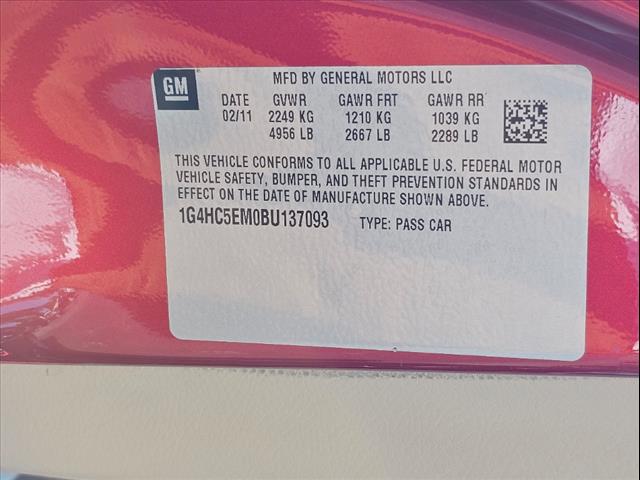 GM
MFD BY GENERAL MOTORS LLC
DATE GVWR GAWR FRT GAWR RR
02/11 2249 KG 1210 KG 1039 KG
4956 LB 2667 LB 2289 LB
THIS VEHICLE CONFORMS TO ALL APPLICABLE U.S. FEDERAL MOTOR
VEHICLE SAFETY, BUMPER, AND THEFT PREVENTION STANDARDS IN
EFFECT ON THE DATE OF MANUFACTURE SHOWN ABOVE.
1G4HC5EM0BU137093 TYPE: PASS CAR